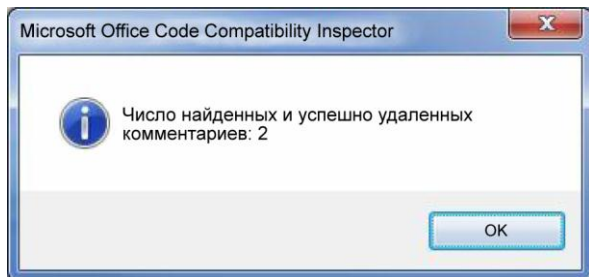 Microsoft Office Code Compatibility Inspector
Число найденных и успешно удаленных
комментариев: 2
OK